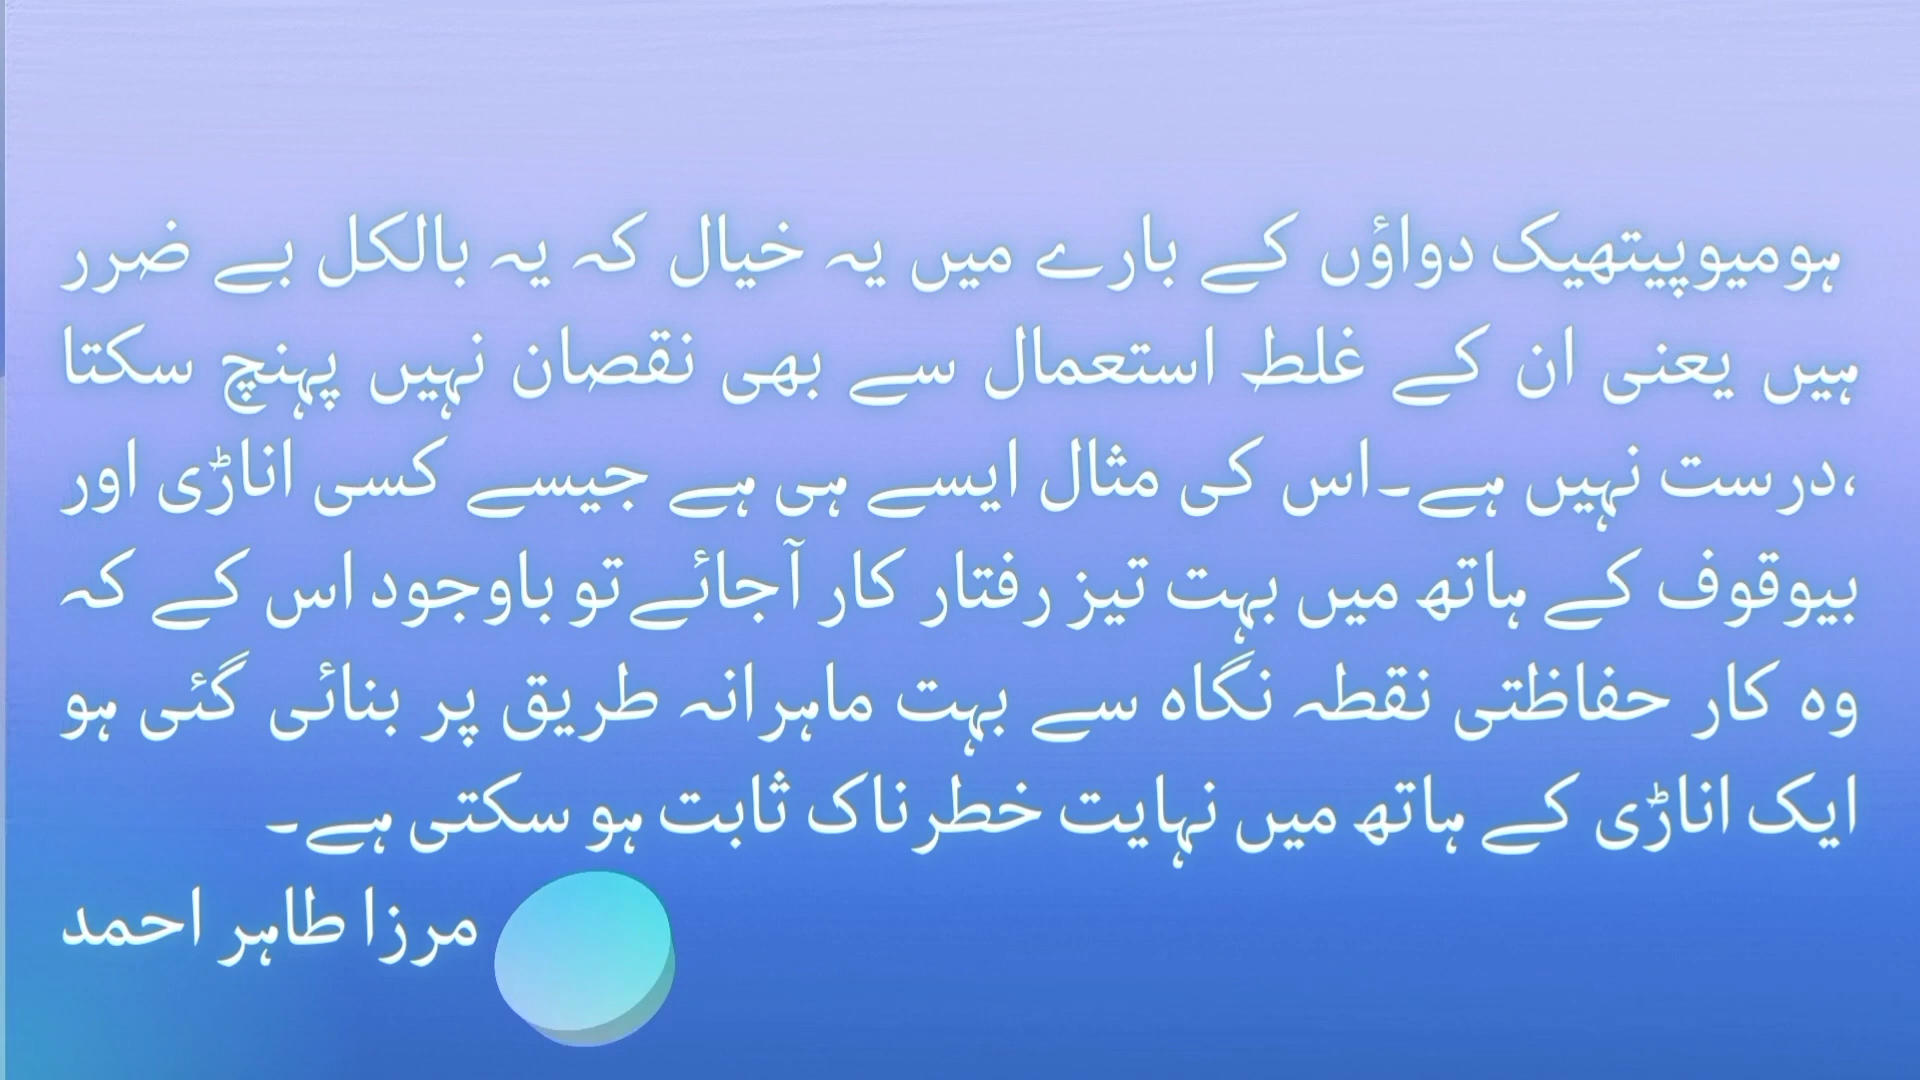 ہومیوپیتھیک دواؤں کے بارے میں یہ خیال کہ یہ بالکل بے ضرر
ہیں یعنی ان کے غلط استعمال سے بھی نقصان نہیں پہنچ سکتا
،درست نہیں ہے۔اس کی مثال ایسے ہی ہے جیسے کسی اناڑی اور
بیوقوف کے ہاتھ میں بہت تیز رفتار کار آجائے تو باوجود اس کے کہ
وہ کار حفاظتی نقطہ نگاہ سے بہت ماہرانہ طریق پر بنائی گئی ہو
ایک اناڑی کے ہاتھ میں نہایت خطرناک ثابت ہو سکتی ہے۔
مرزا طاہر احمد